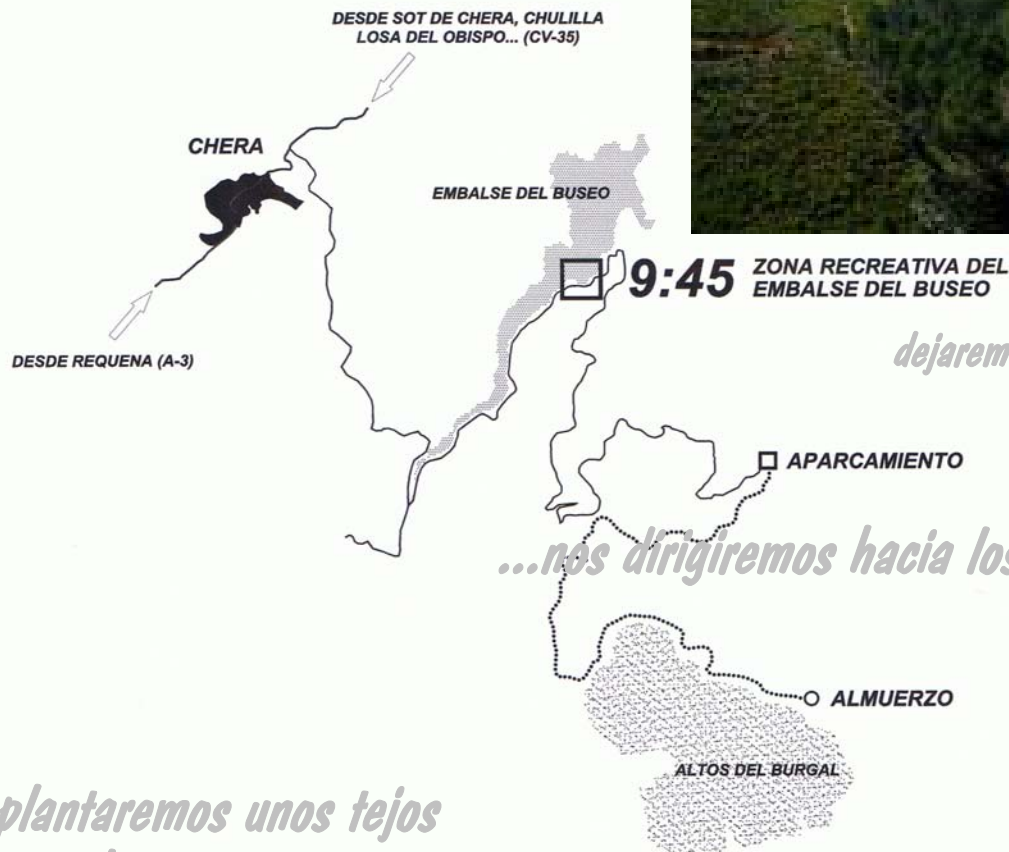 DESDE SOT DE CHERA, CHULILLA
LOSA DEL OBISPO... (CV-35)
CHERA
EMBALSE DEL BUSEO
9:45 ZONA RECREATIVA DEL
EMBALSE DEL BUSEO
DESDE REQUENA (A-3)
dejarem
APARCAMIENTO
...nos dirigiremos hacia los
ALMUERZO
ALTOS DEL BURGAL
plantaremos unos tejos